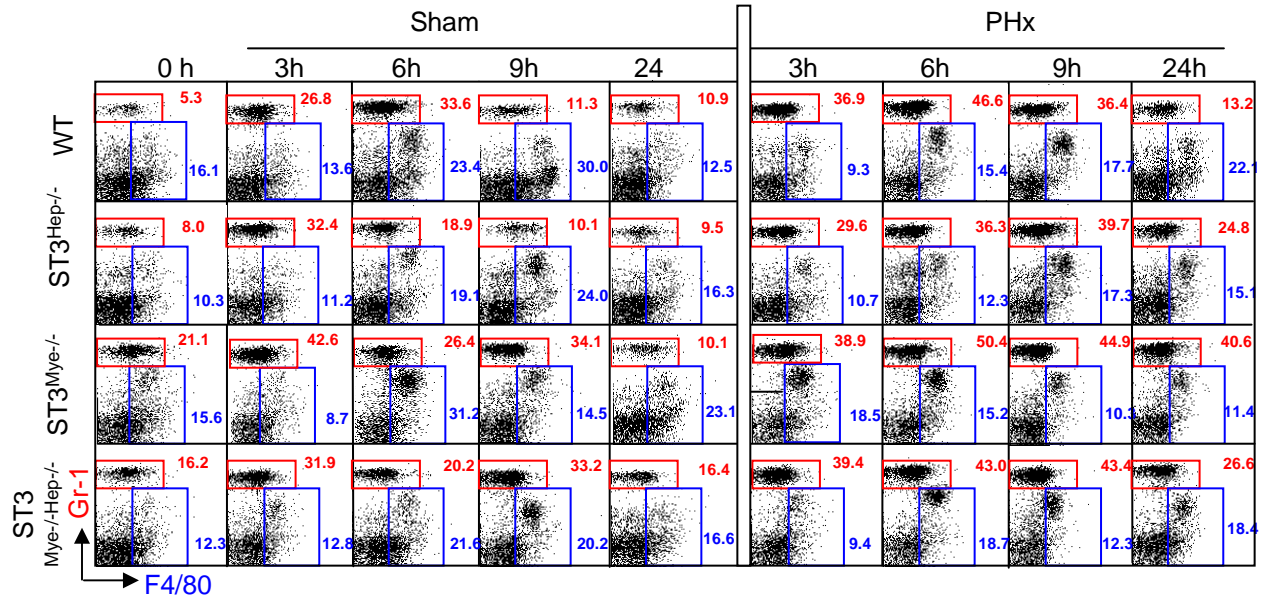 Sham PHx
0 h 3h 6h 9h 24 3h 6h 9h 24h
WT
5.3 26.8 33.6 11.3 10.9 36.9 46.6 36.4 13.2
16.1 13.6 23.4 30.0 12.5 9.3 15.4 17.7 22.1
ST3Hep-/-
8.0 32.4 18.9 10.1 9.5 29.6 36.3 39.7 24.8
10.3 11.2 19.1 24.0 16.3 10.7 12.3 17.3 15.1
ST3Mye-/-
21.1 42.6 26.4 34.1 10.1 38.9 50.4 44.9 40.6
15.6 8.7 31.2 14.5 23.1 18.5 15.2 11.4
ST3
Mye-/-Hep-/-
16.2 31.9 20.2 33.2 16.4 39.4 43.0 43.4 26.6
12.3 12.8 21.6 20.2 16.6 9.4 18.7 12.3 18.4
Gr-1
F4/80